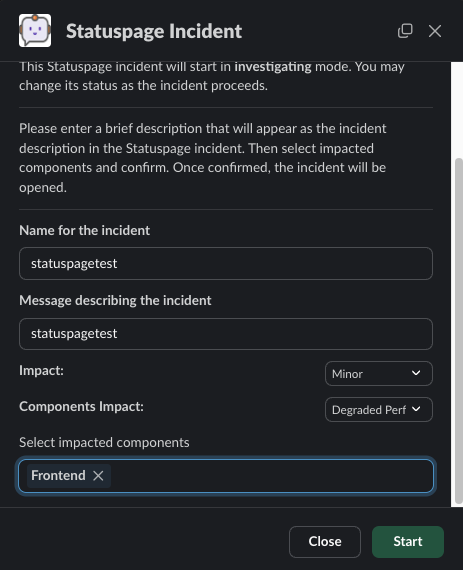 Statuspage Incident
This Statuspage incident will start in investigating mode. You may
change its status as the incident proceeds.
Please enter a brief description that will appear as the incident
description in the Statuspage incident. Then select impacted
components and confirm. Once confirmed, the incident will be
opened.
Name for the incident
statuspagetest
Message describing the incident
statuspagetest
Impact:
Minor
Components Impact:
Degraded Perf
Select impacted components
Frontend
Close
Start